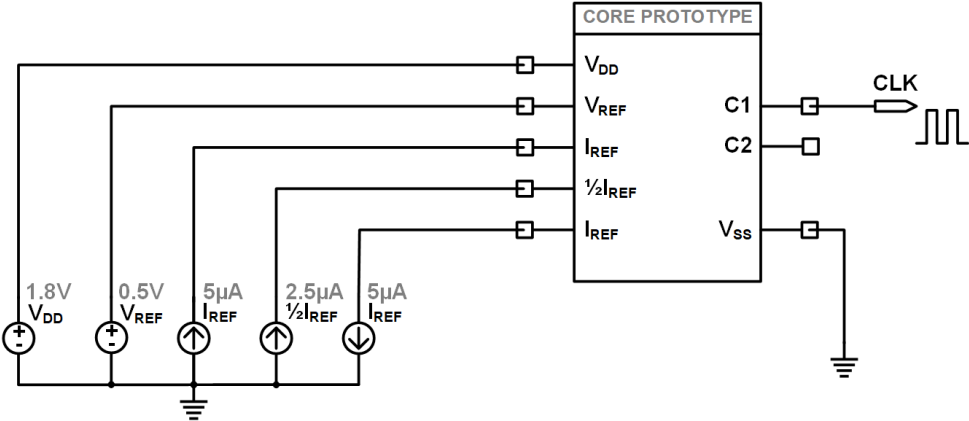 CORE PROTOTYPE
VDD
VREF
IREF
½IREF
IREF
C1
C2
VSS
CLK
1.8V
VDD
0.5V
VREF
5µA
IREF
2.5µA
½IREF
5µA
IREF